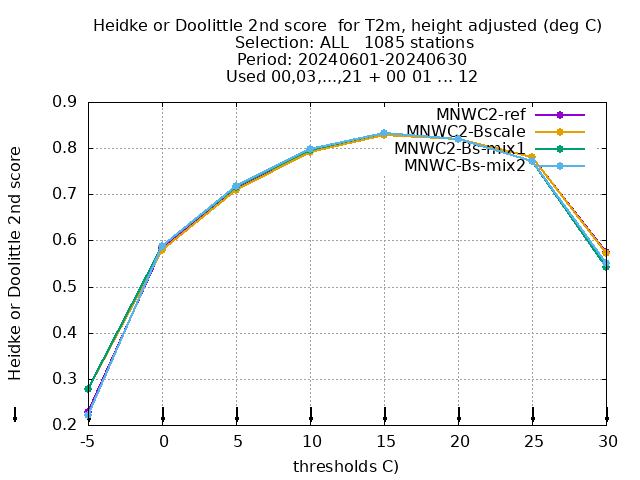 Heidke or Doolittle 2nd score  for T2m, height adjusted (deg C)
Selection: ALL   1085 stations
Period: 20240601-20240630
Used 00,03,...,21 + 00 01 ... 12
Heidke or Doolittle 2nd score
0.9
0.8
0.7
0.6
0.5
0.4
0.3
0.2
MNWC2-ref
MNWC2-Bscale
MNWC2-Bs-mix1
MNWC-Bs-mix2
-5 0 5 10 15 20 25 30
thresholds C)